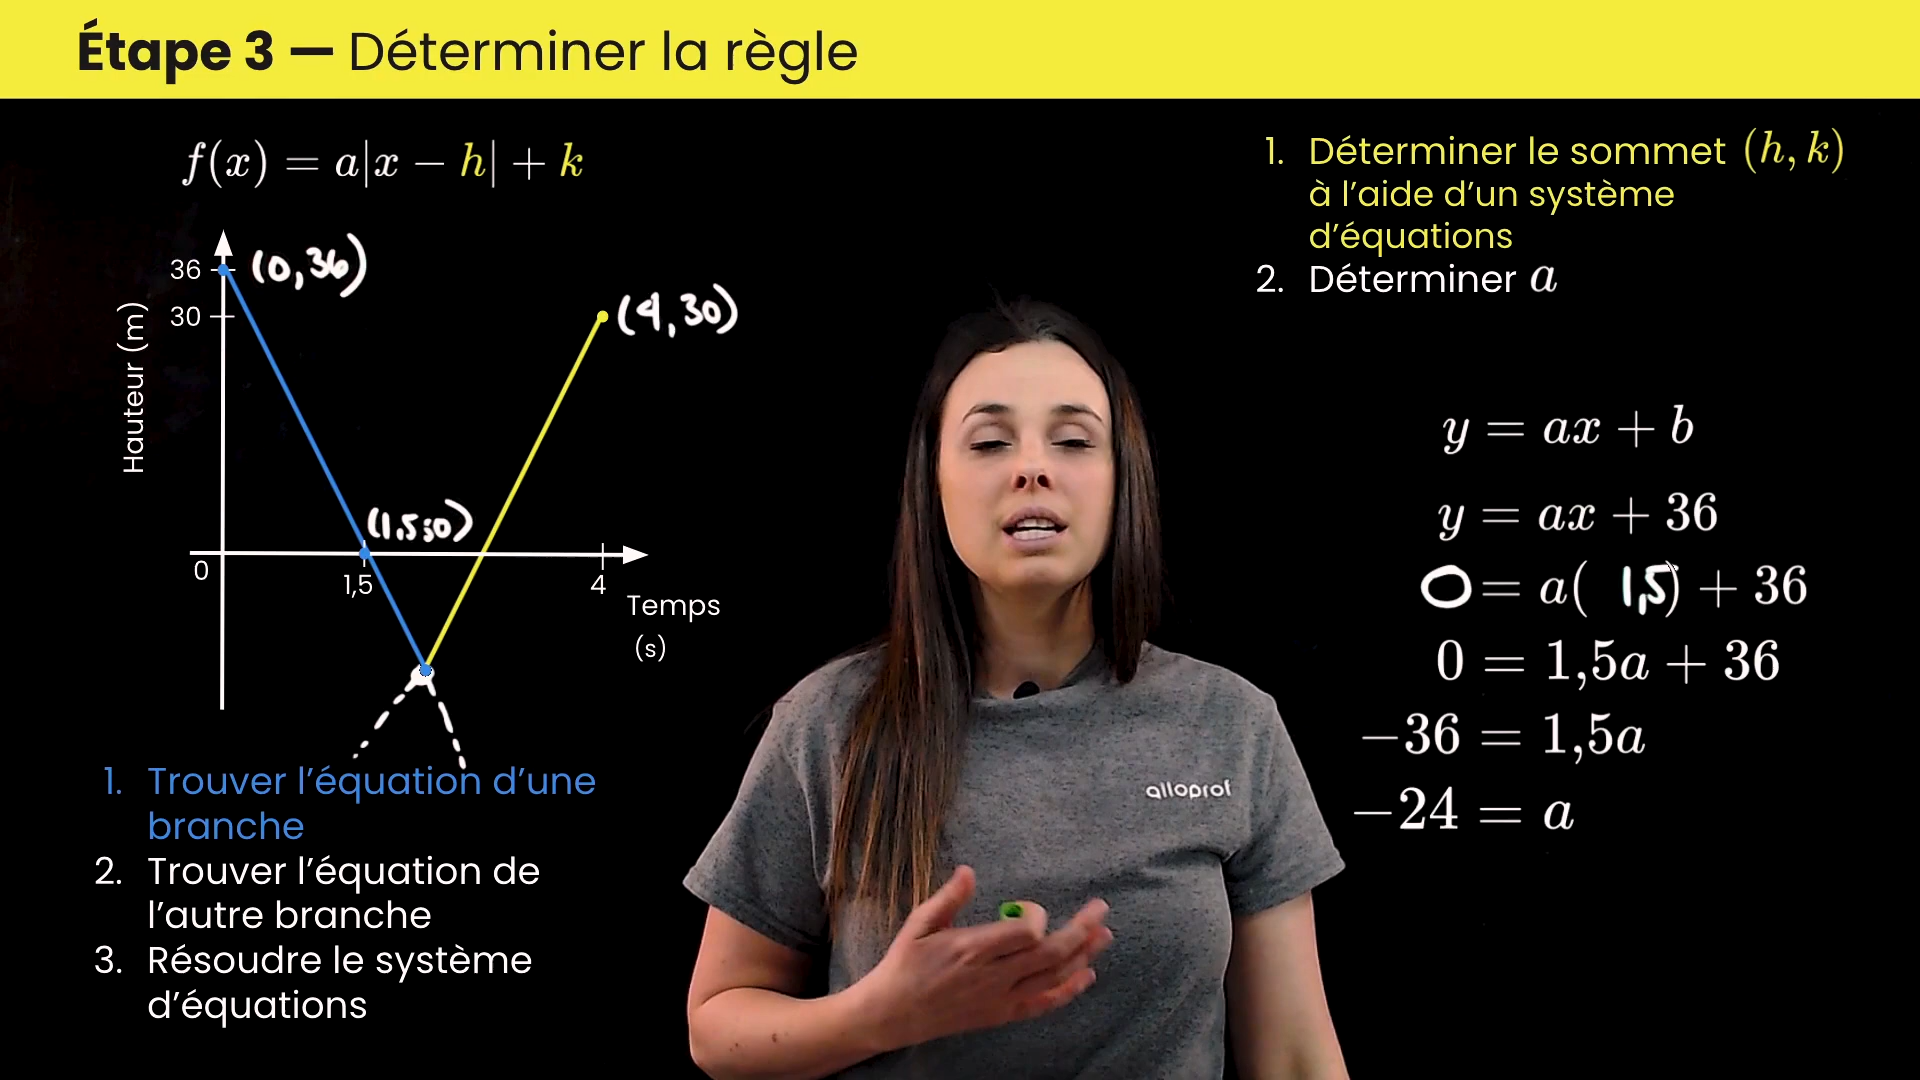 Étape 3 — Déterminer la règle
f(x) = a|x − h| + k
1. Déterminer le sommet (h, k)
à l’aide d’un système
d’équations
2. Déterminer a
36
(0,36)
30
(4,30)
Hauteur (m)
(1,5;0)
0
1,5
4
Temps
(s)
y = ax + b
y = ax + 36
0 = a( 1,5) + 36
0 = 1,5a + 36
−36 = 1,5a
−24 = a
alloprof
1. Trouver l’équation d’une
branche
2. Trouver l’équation de
l’autre branche
3. Résoudre le système
d’équations